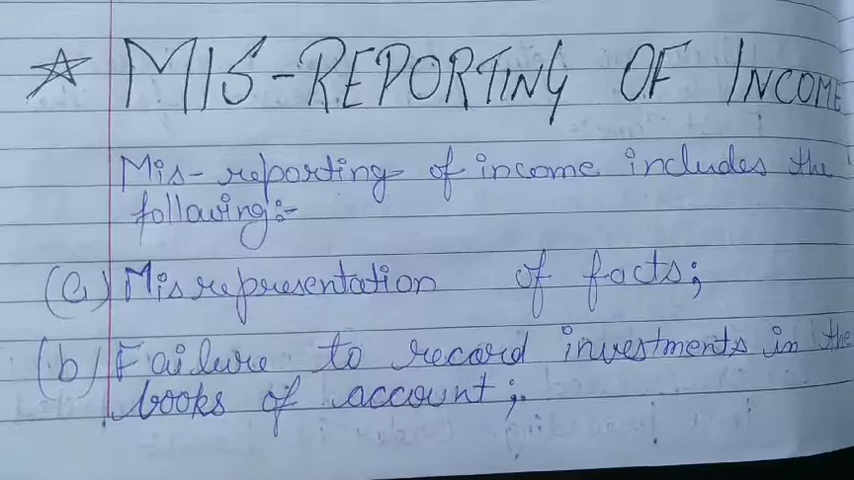 ☆ MIS-REPORTING OF INCOME
Mis-reporting of income includes the
following:-
(a) Misrepresentation of facts;
(b) Failure to record investments in the
books of account;